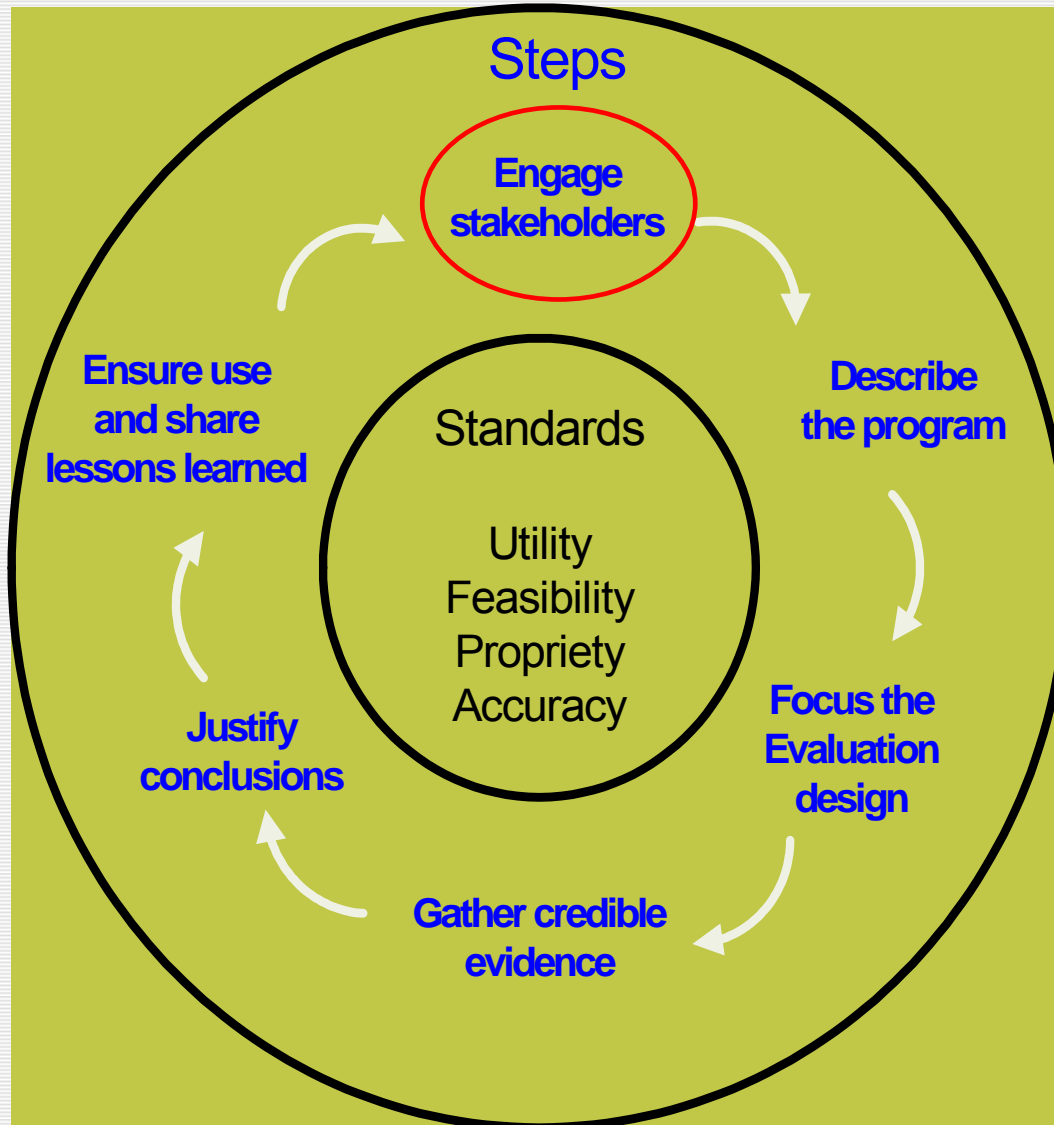 Steps
Engage
stakeholders
Describe
the program
Focus the
Evaluation
design
Gather credible
evidence
Justify
conclusions
Ensure use
and share
lessons learned
Standards
Utility
Feasibility
Propriety
Accuracy